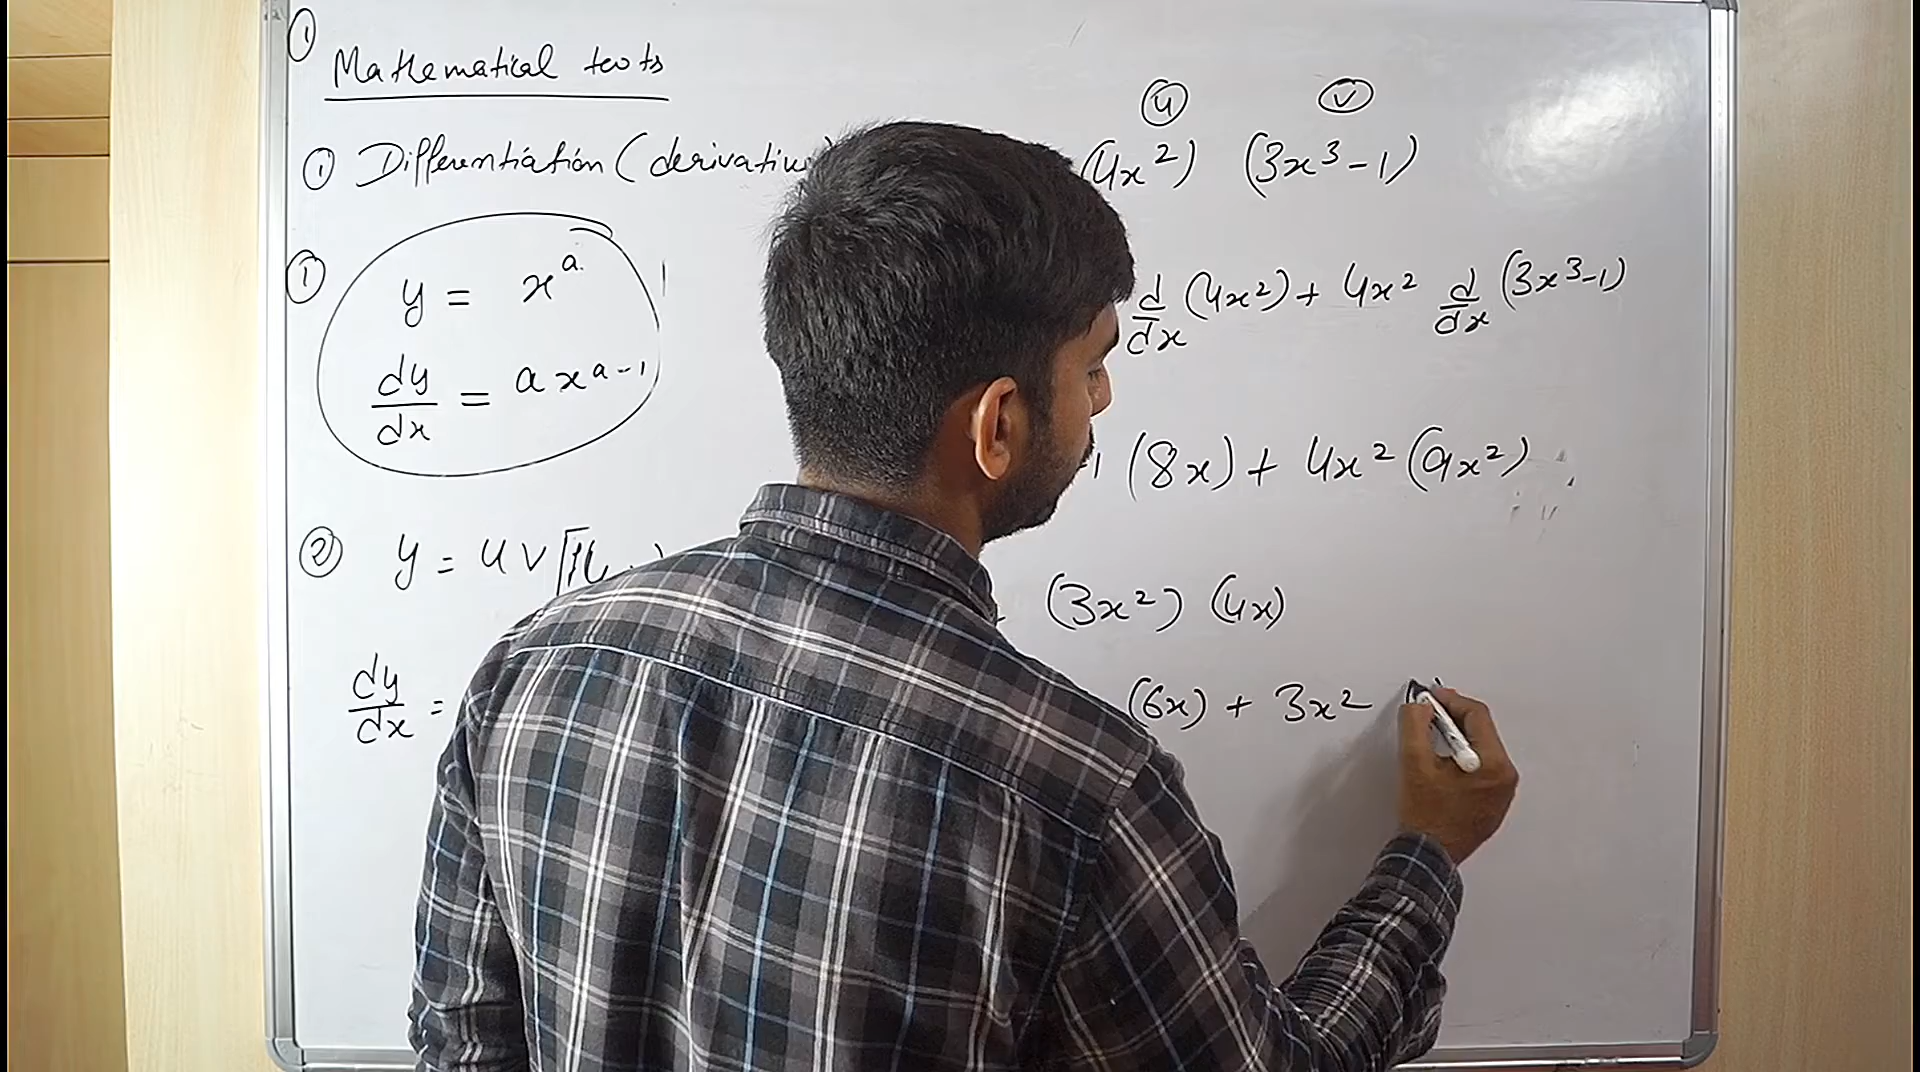 ①
Mathematical tools
① Differentiation (derivative)
①
y = x^a
dy/dx = a x^(a-1)
② y = u v
dy/dx =
ⓤ ⓥ
(4x²) (3x³-1)
d/dx (4x²) + 4x² d/dx (3x³-1)
(8x) + 4x² (9x²)
(3x²) (4x)
(6x) + 3x²